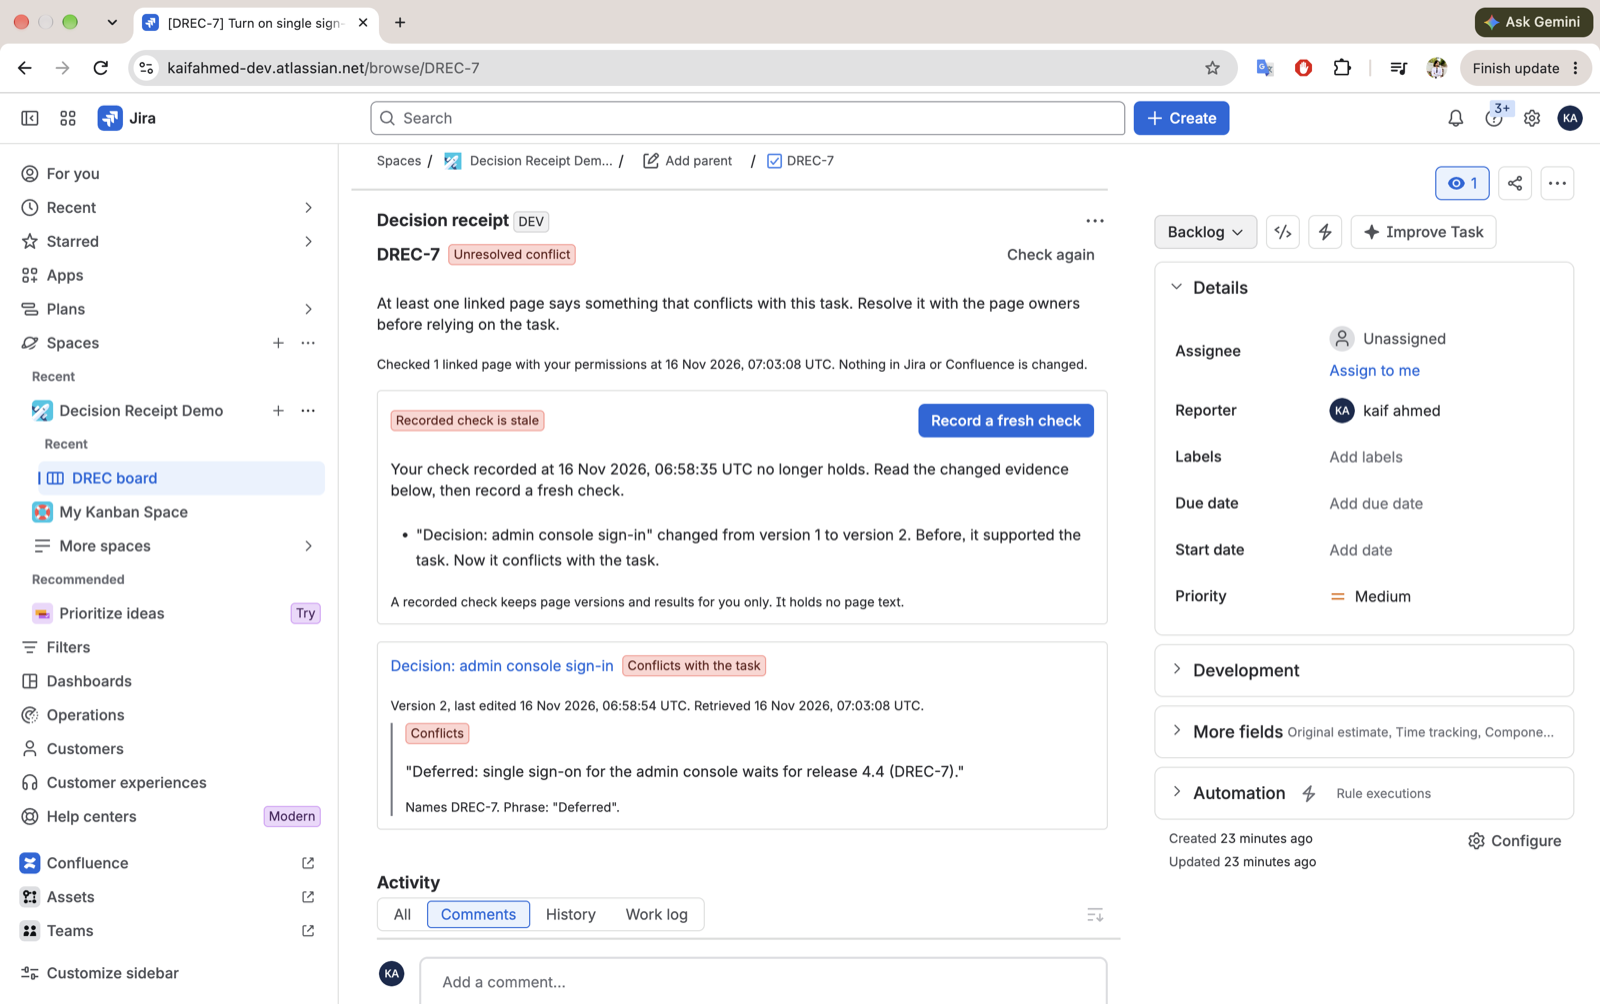 [DREC-7] Turn on single sign-
Ask Gemini
kaifahmed-dev.atlassian.net/browse/DREC-7
Finish update
Jira
Search
Create
3+
KA
For you
Recent
Starred
Apps
Plans
Spaces
Recent
Decision Receipt Demo
Recent
DREC board
My Kanban Space
More spaces
Recommended
Prioritize ideas
Try
Filters
Dashboards
Operations
Customers
Customer experiences
Help centers
Modern
Confluence
Assets
Teams
Customize sidebar
Spaces / Decision Receipt Dem... / Add parent / DREC-7
Decision receipt DEV
DREC-7 Unresolved conflict
Check again
At least one linked page says something that conflicts with this task. Resolve it with the page owners
before relying on the task.
Checked 1 linked page with your permissions at 16 Nov 2026, 07:03:08 UTC. Nothing in Jira or Confluence is changed.
Recorded check is stale
Record a fresh check
Your check recorded at 16 Nov 2026, 06:58:35 UTC no longer holds. Read the changed evidence
below, then record a fresh check.
• "Decision: admin console sign-in" changed from version 1 to version 2. Before, it supported the
task. Now it conflicts with the task.
A recorded check keeps page versions and results for you only. It holds no page text.
Decision: admin console sign-in Conflicts with the task
Version 2, last edited 16 Nov 2026, 06:58:54 UTC. Retrieved 16 Nov 2026, 07:03:08 UTC.
Conflicts
"Deferred: single sign-on for the admin console waits for release 4.4 (DREC-7)."
Names DREC-7. Phrase: "Deferred".
Activity
All
Comments
History
Work log
KA
Add a comment...
1
Backlog
Improve Task
Details
Assignee
Unassigned
Assign to me
Reporter
KA
kaif ahmed
Labels
Add labels
Due date
Add due date
Start date
Add date
Priority
Medium
Development
More fields Original estimate, Time tracking, Compone...
Automation
Rule executions
Created 23 minutes ago
Configure
Updated 23 minutes ago